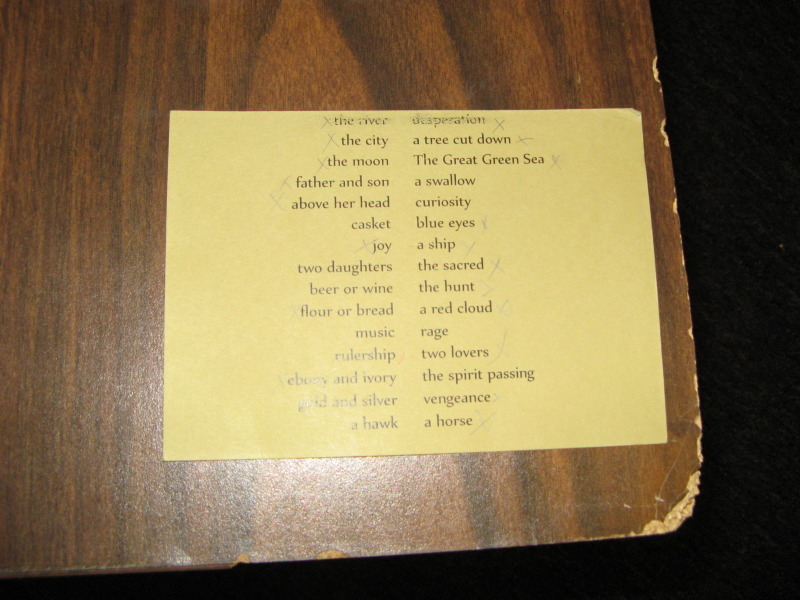 the river desperation
the city a tree cut down
the moon The Great Green Sea
father and son a swallow
above her head curiosity
casket blue eyes
joy a ship
two daughters the sacred
beer or wine the hunt
flour or bread a red cloud
music rage
rulership two lovers
ebony and ivory the spirit passing
gold and silver vengeance
a hawk a horse